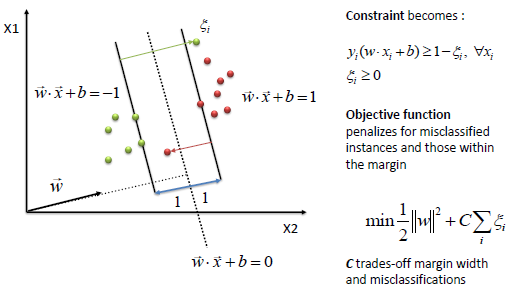 X1
ξᵢ
w⃗·x⃗+b=−1
w⃗·x⃗+b=1
w⃗
1 1
X2
w⃗·x⃗+b=0
Constraint becomes :
yᵢ(w·xᵢ+b)≥1−ξᵢ, ∀xᵢ
ξᵢ≥0
Objective function
penalizes for misclassified
instances and those within
the margin
min 1/2 ‖w‖² + C∑ᵢ ξᵢ
C trades-off margin width
and misclassifications